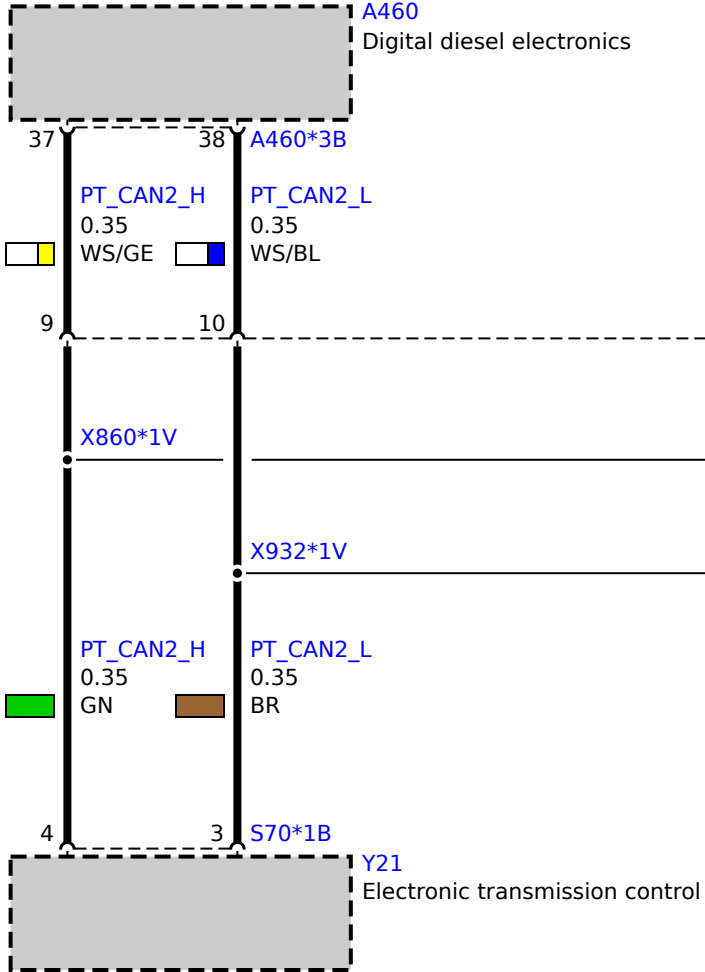 A460
Digital diesel electronics
37
38
A460*3B
PT_CAN2_H
0.35
WS/GE
PT_CAN2_L
0.35
WS/BL
9
10
X860*1V
X932*1V
PT_CAN2_H
0.35
GN
PT_CAN2_L
0.35
BR
4
3
S70*1B
Y21
Electronic transmission control